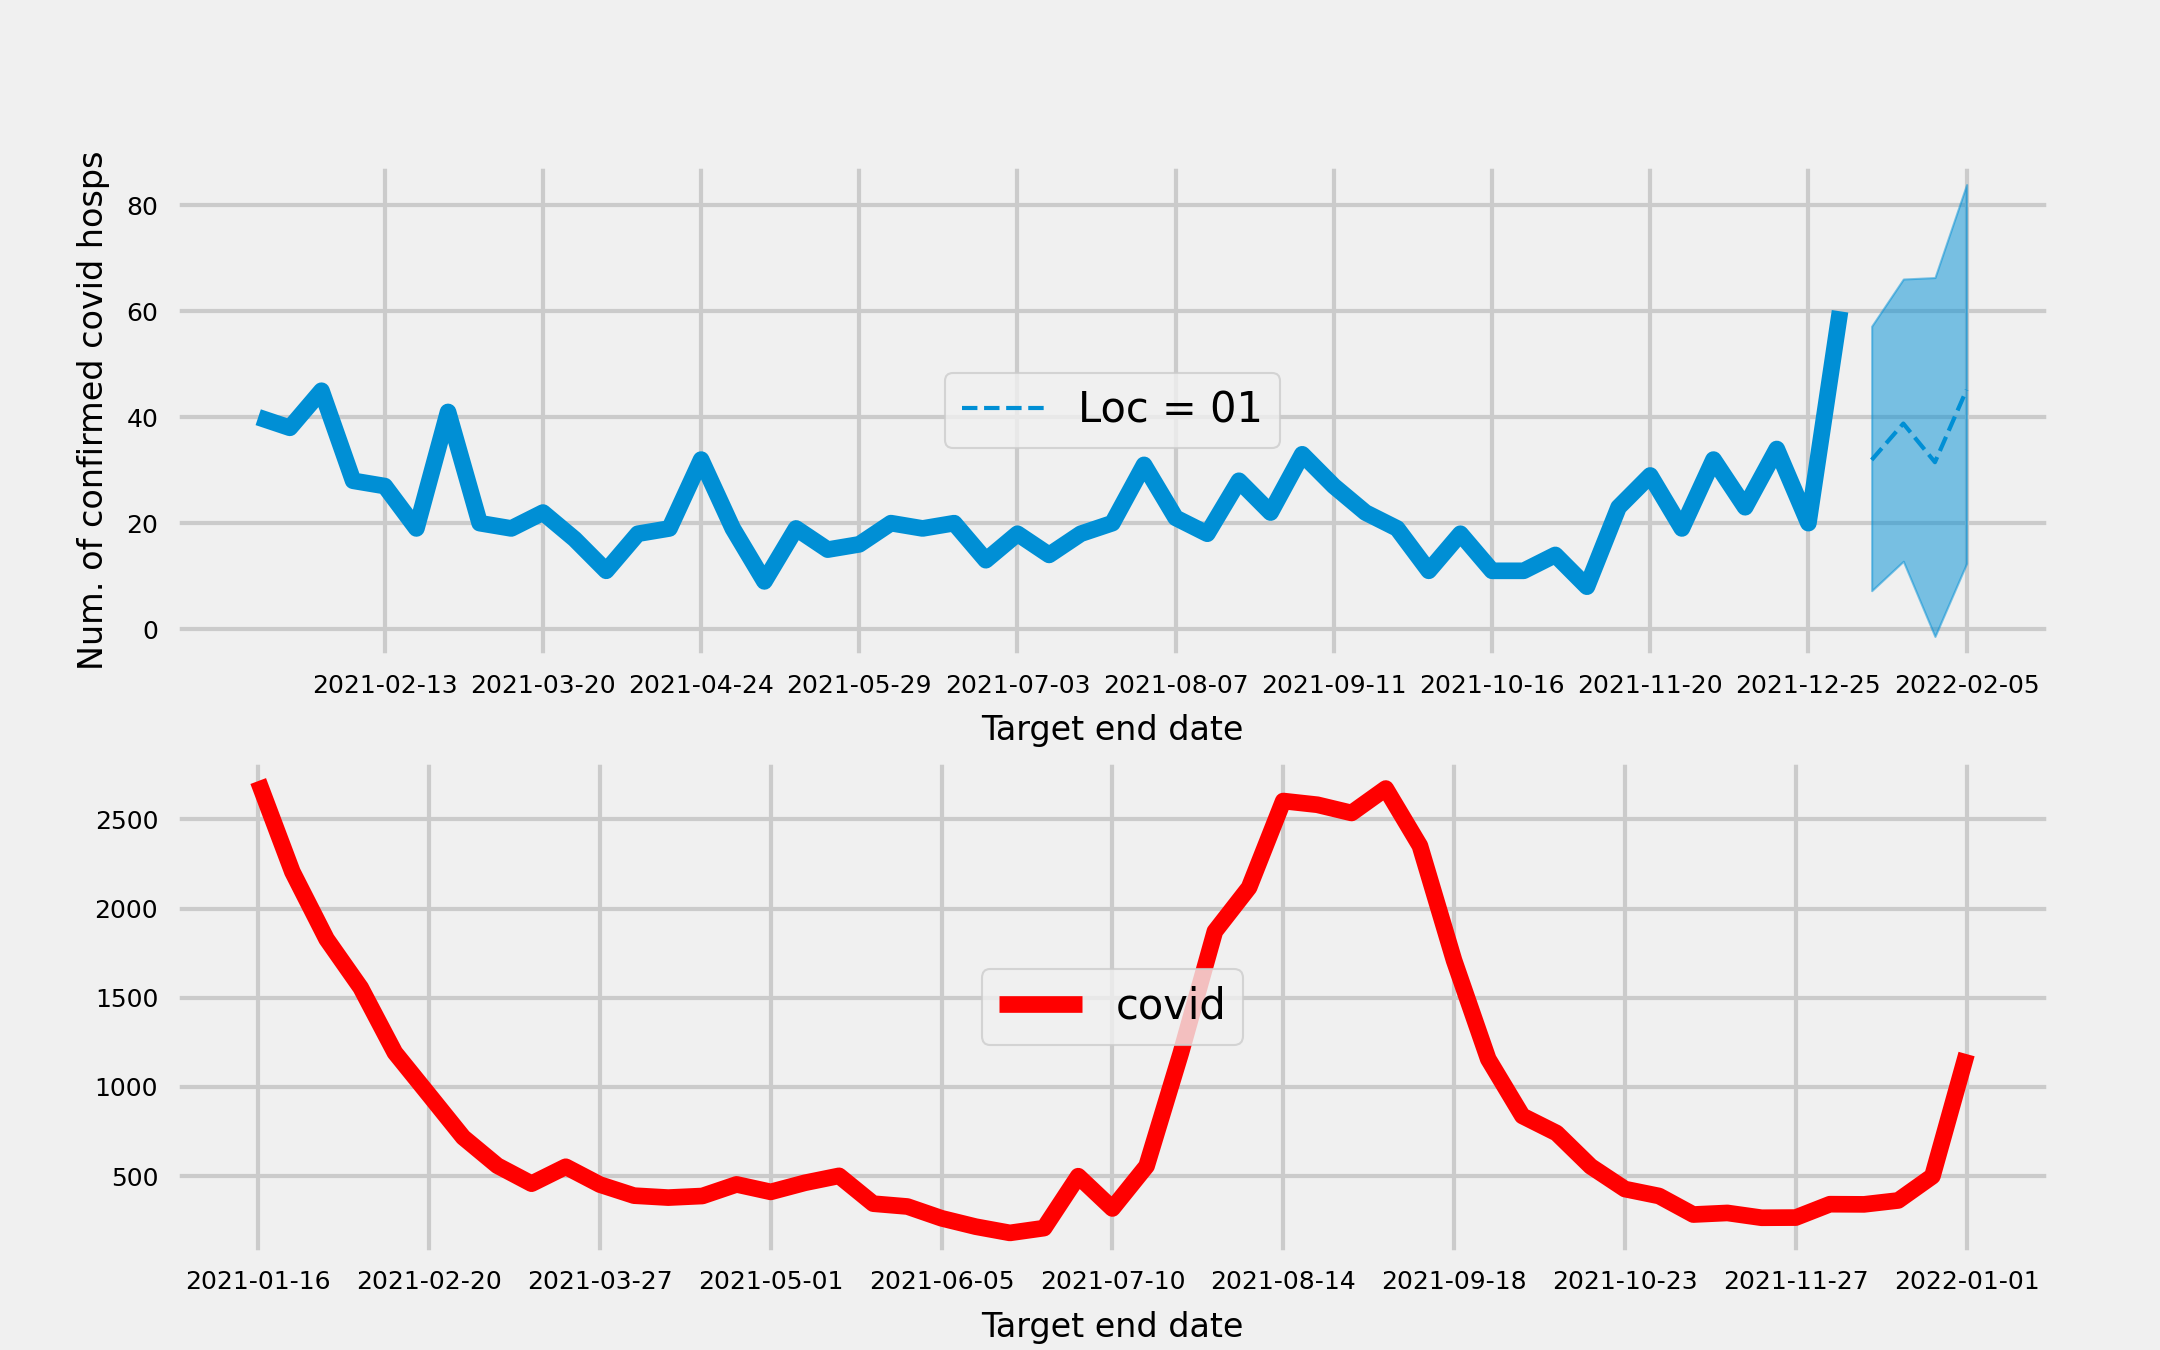 Num. of confirmed covid hosps
80
60
40
20
0
Loc = 01
2021-02-13 2021-03-20 2021-04-24 2021-05-29 2021-07-03 2021-08-07 2021-09-11 2021-10-16 2021-11-20 2021-12-25 2022-02-05
Target end date
2500
2000
1500
1000
500
covid
2021-01-16 2021-02-20 2021-03-27 2021-05-01 2021-06-05 2021-07-10 2021-08-14 2021-09-18 2021-10-23 2021-11-27 2022-01-01
Target end date